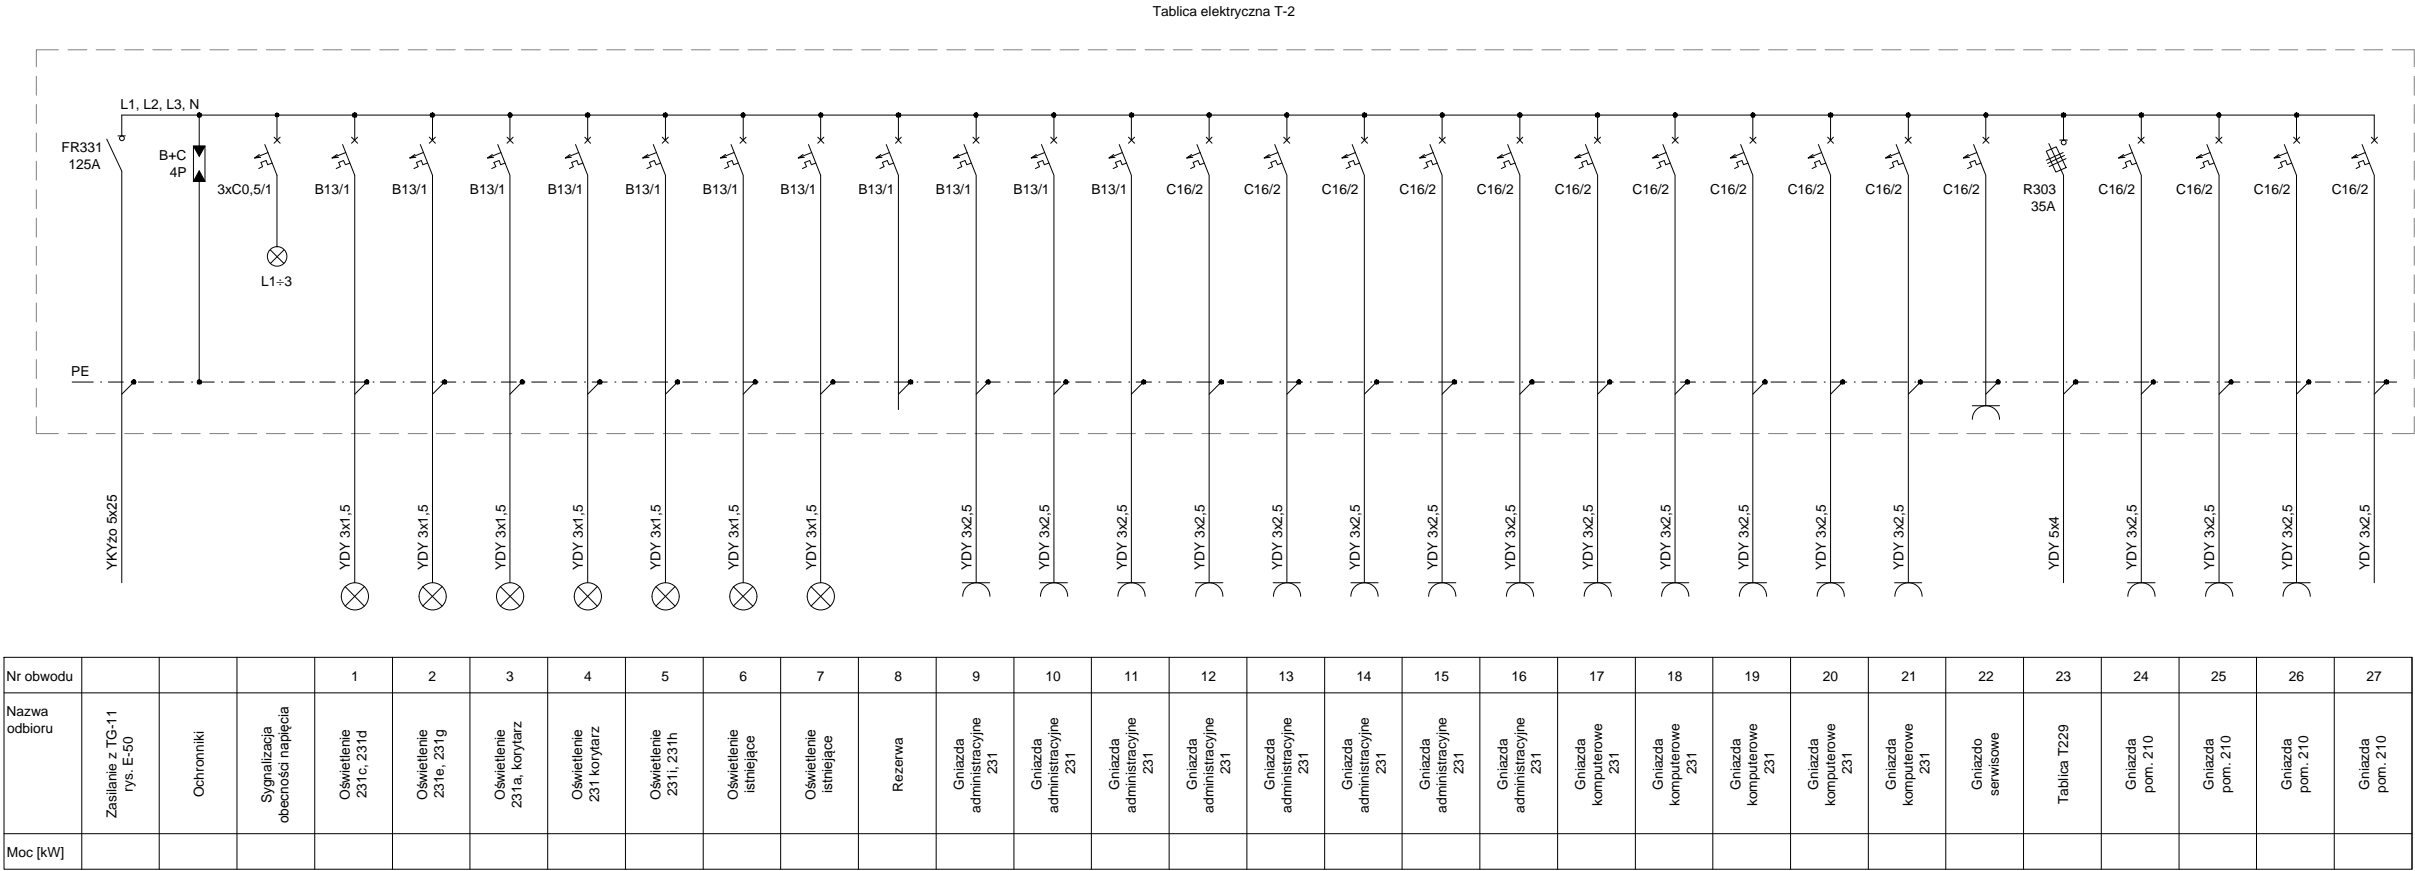 Tablica elektryczna T-2
L1, L2, L3, N
FR331
125A
B+C
4P
3xC0,5/1
B13/1
B13/1
B13/1
B13/1
B13/1
B13/1
B13/1
B13/1
B13/1
B13/1
B13/1
C16/2
C16/2
C16/2
C16/2
C16/2
C16/2
C16/2
C16/2
C16/2
C16/2
C16/2
R303
35A
C16/2
C16/2
C16/2
C16/2
L1÷3
PE
YKYżo 5x25
YDY 3x1,5
YDY 3x1,5
YDY 3x1,5
YDY 3x1,5
YDY 3x1,5
YDY 3x1,5
YDY 3x1,5
YDY 3x2,5
YDY 3x2,5
YDY 3x2,5
YDY 3x2,5
YDY 3x2,5
YDY 3x2,5
YDY 3x2,5
YDY 3x2,5
YDY 3x2,5
YDY 3x2,5
YDY 3x2,5
YDY 3x2,5
YDY 3x2,5
YDY 5x4
YDY 3x2,5
YDY 3x2,5
YDY 3x2,5
YDY 3x2,5
Nr obwodu 1 2 3 4 5 6 7 8 9 10 11 12 13 14 15 16 17 18 19 20 21 22 23 24 25 26 27
Nazwa
odbioru
Zasilanie z TG-11
rys. E-50
Ochronniki
Sygnalizacja
obecności napięcia
Oświetlenie
231c, 231d
Oświetlenie
231e, 231g
Oświetlenie
231a, korytarz
Oświetlenie
231 korytarz
Oświetlenie
231i, 231h
Oświetlenie
istniejące
Oświetlenie
istniejące
Rezerwa
Gniazda
administracyjne
231
Gniazda
administracyjne
231
Gniazda
administracyjne
231
Gniazda
administracyjne
231
Gniazda
administracyjne
231
Gniazda
administracyjne
231
Gniazda
administracyjne
231
Gniazda
administracyjne
231
Gniazda
komputerowe
231
Gniazda
komputerowe
231
Gniazda
komputerowe
231
Gniazda
komputerowe
231
Gniazda
komputerowe
231
Gniazdo
serwisowe
Tablica T229
Gniazda
pom. 210
Gniazda
pom. 210
Gniazda
pom. 210
Gniazda
pom. 210
Moc [kW]